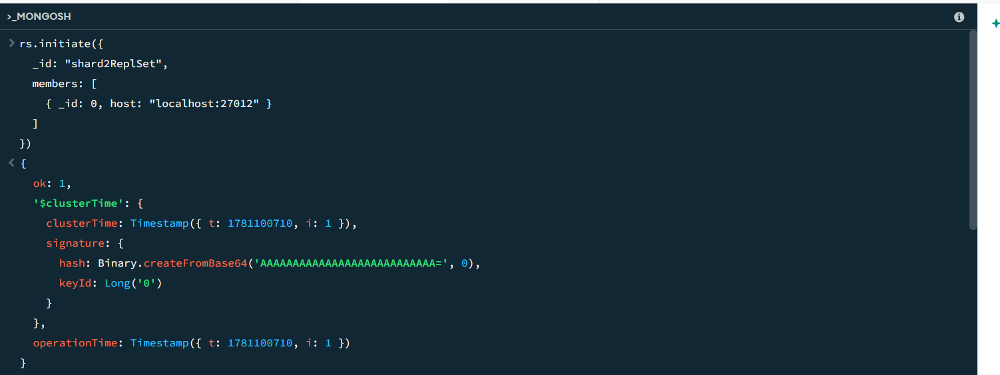 >_MONGOSH
rs.initiate({
_id: "shard2ReplSet",
members: [
{ _id: 0, host: "localhost:27012" }
]
})
{
ok: 1,
'$clusterTime': {
clusterTime: Timestamp({ t: 1781100710, i: 1 }),
signature: {
hash: Binary.createFromBase64('AAAAAAAAAAAAAAAAAAAAAAAAAAA=', 0),
keyId: Long('0')
}
},
operationTime: Timestamp({ t: 1781100710, i: 1 })
}